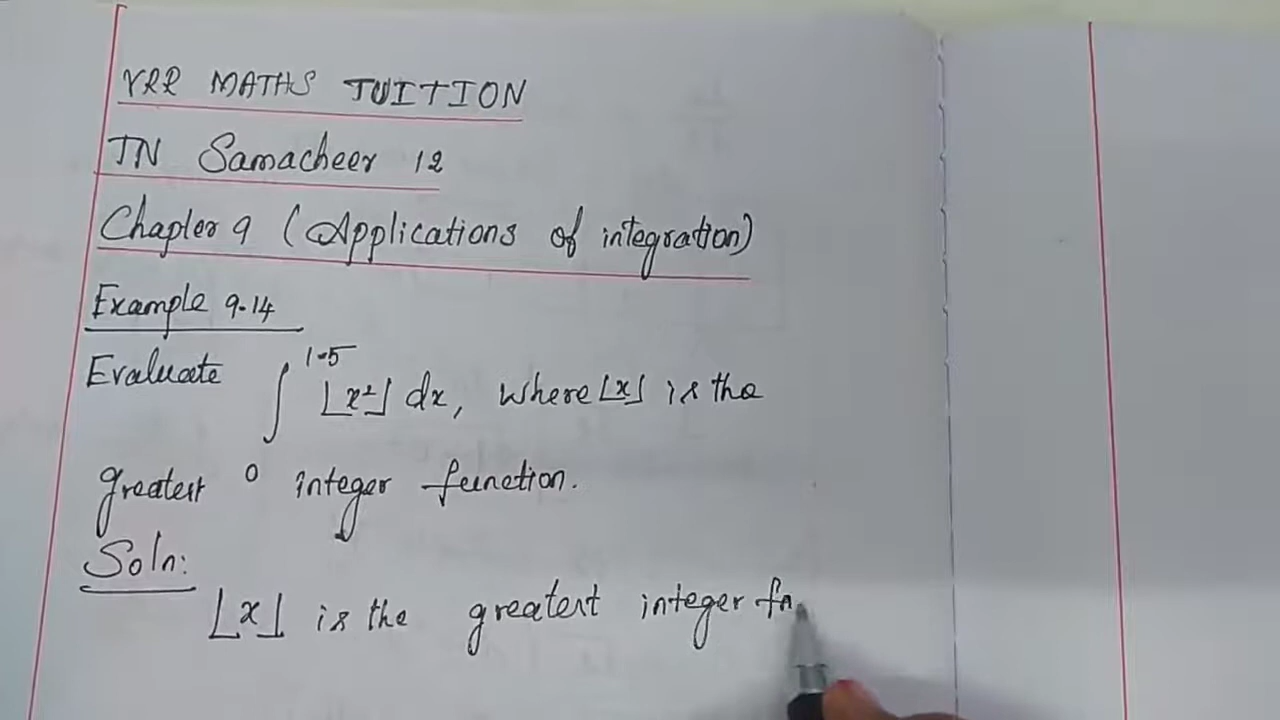 YRR MATHS TUITION
TN Samacheer 12
Chapter 9 (Applications of integration)
Example 9.14
Evaluate ∫₀^1.5 ⌊x²⌋ dx, where ⌊x⌋ is the
greatest integer function.
Soln:
⌊x⌋ is the greatest integer fn